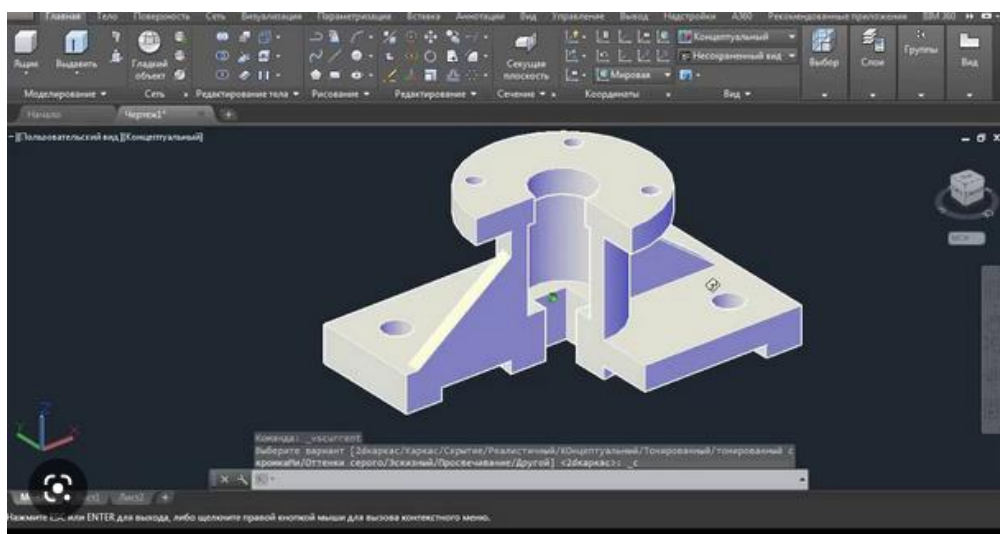 Главная Тело Поверхность Сеть Визуализация Параметризация Вставка Аннотации Вид Управление Вывод Надстройки A360 Рекомендованные приложения BIM 360
Ящик Выдавить Гладкий объект Секущая плоскость Мировая Концептуальный Несохраненный вид Выбор Слои Группы Вид
Моделирование Сеть Редактирование тела Рисование Редактирование Сечение Координаты Вид
Начало Чертеж1*
[–][Пользовательский вид][Концептуальный]
МСК
Z
Команда: _vscurrent
Выберите вариант [2dкаркас/Каркас/Скрытие/Реалистичный/КОнцептуальный/Тонированный/тонированный с
кромкаМи/Оттенки серого/Эскизный/Просвечивание/Другой] <2dкаркас>: _c
Лист2 +
Нажмите ESC или ENTER для выхода, либо щелкните правой кнопкой мыши для вызова контекстного меню.